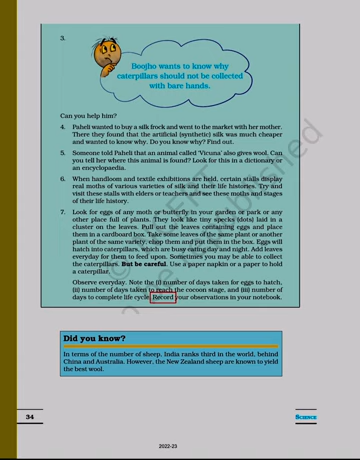 3.
Boojho wants to know why
caterpillars should not be collected
with bare hands.
Can you help him?
4. Paheli wanted to buy a silk frock and went to the market with her mother.
There they found that the artificial (synthetic) silk was much cheaper
and wanted to know why. Do you know why? Find out.
5. Someone told Paheli that an animal called 'Vicuna' also gives wool. Can
you tell her where this animal is found? Look for this in a dictionary or
an encyclopaedia.
6. When handloom and textile exhibitions are held, certain stalls display
real moths of various varieties of silk and their life histories. Try and
visit these stalls with elders or teachers and see these moths and stages
of their life history.
7. Look for eggs of any moth or butterfly in your garden or park or any
other place full of plants. They look like tiny specks (dots) laid in a
cluster on the leaves. Pull out the leaves containing eggs and place
them in a cardboard box. Take some leaves of the same plant or another
plant of the same variety, chop them and put them in the box. Eggs will
hatch into caterpillars, which are busy eating day and night. Add leaves
everyday for them to feed upon. Sometimes you may be able to collect
the caterpillars. But be careful. Use a paper napkin or a paper to hold
a caterpillar.
Observe everyday. Note the (i) number of days taken for eggs to hatch,
(ii) number of days taken to reach the cocoon stage, and (iii) number of
days to complete life cycle. Record your observations in your notebook.
Did you know?
In terms of the number of sheep, India ranks third in the world, behind
China and Australia. However, the New Zealand sheep are known to yield
the best wool.
34
SCIENCE
2022-23